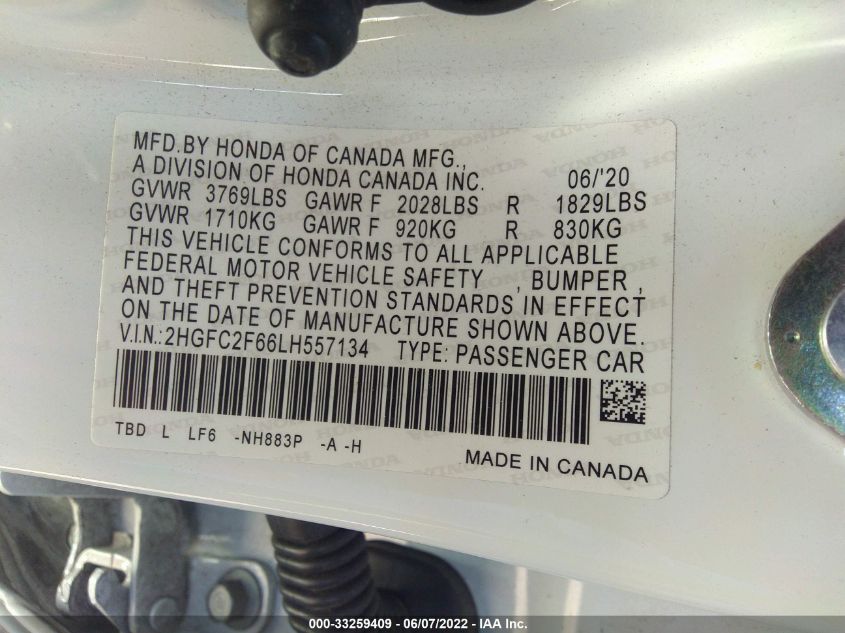 MFD.BY HONDA OF CANADA MFG.,
A DIVISION OF HONDA CANADA INC. 06/'20
GVWR 3769LBS GAWR F 2028LBS R 1829LBS
GVWR 1710KG GAWR F 920KG R 830KG
THIS VEHICLE CONFORMS TO ALL APPLICABLE
FEDERAL MOTOR VEHICLE SAFETY , BUMPER ,
AND THEFT PREVENTION STANDARDS IN EFFECT
ON THE DATE OF MANUFACTURE SHOWN ABOVE.
V.I.N.:2HGFC2F66LH557134 TYPE: PASSENGER CAR
TBD L LF6 -NH883P -A -H
MADE IN CANADA
000-33259409 - 06/07/2022 - IAA Inc.